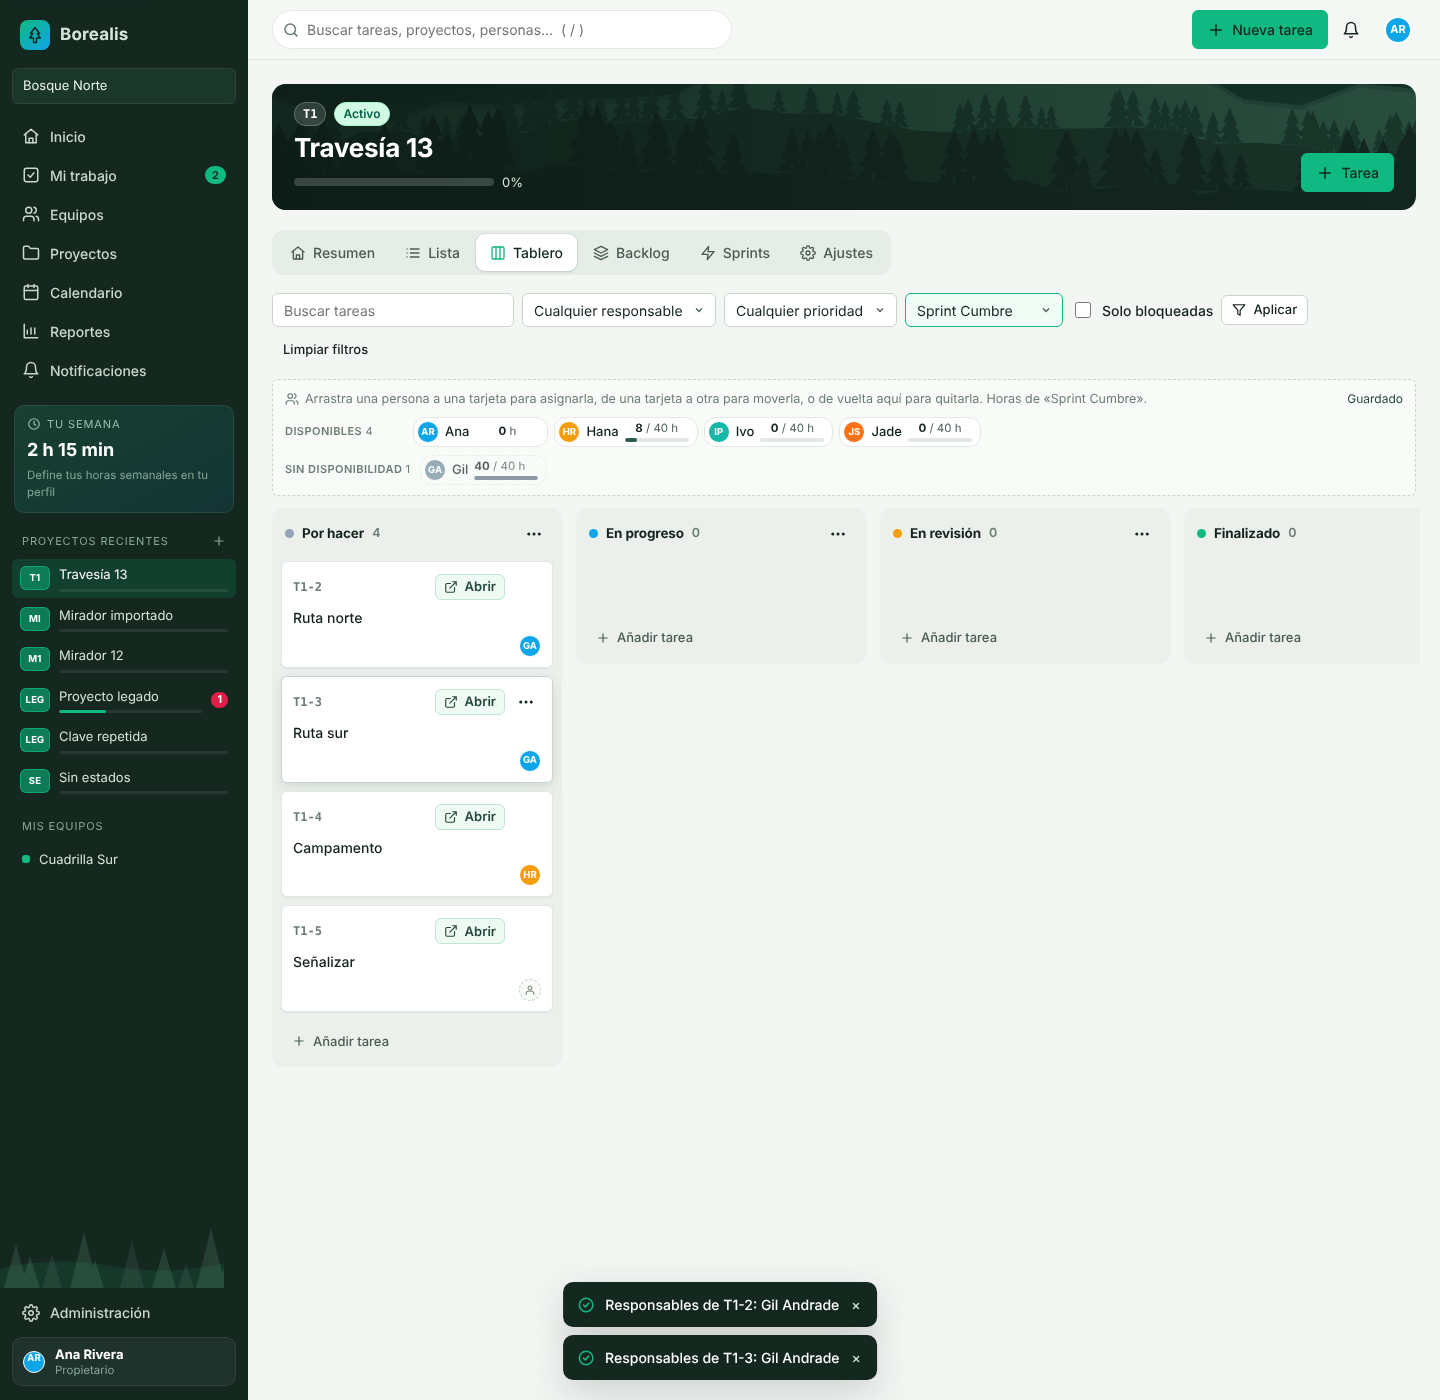 Borealis
Bosque Norte
Inicio
Mi trabajo 2
Equipos
Proyectos
Calendario
Reportes
Notificaciones
TU SEMANA
2 h 15 min
Define tus horas semanales en tu
perfil
PROYECTOS RECIENTES
T1 Travesía 13
MI Mirador importado
M1 Mirador 12
LEG Proyecto legado 1
LEG Clave repetida
SE Sin estados
MIS EQUIPOS
Cuadrilla Sur
Administración
AR Ana Rivera
Propietario
Buscar tareas, proyectos, personas... ( / )
Nueva tarea
AR
T1 Activo
Travesía 13
0%
Tarea
Resumen Lista Tablero Backlog Sprints Ajustes
Buscar tareas Cualquier responsable Cualquier prioridad Sprint Cumbre Solo bloqueadas Aplicar
Limpiar filtros
Arrastra una persona a una tarjeta para asignarla, de una tarjeta a otra para moverla, o de vuelta aquí para quitarla. Horas de «Sprint Cumbre». Guardado
DISPONIBLES 4 AR Ana 0 h HR Hana 8 / 40 h IP Ivo 0 / 40 h JS Jade 0 / 40 h
SIN DISPONIBILIDAD 1 GA Gil 40 / 40 h
Por hacer 4
T1-2 Abrir
Ruta norte
GA
T1-3 Abrir
Ruta sur
GA
T1-4 Abrir
Campamento
HR
T1-5 Abrir
Señalizar
Añadir tarea
En progreso 0
Añadir tarea
En revisión 0
Añadir tarea
Finalizado 0
Añadir tarea
Responsables de T1-2: Gil Andrade ×
Responsables de T1-3: Gil Andrade ×